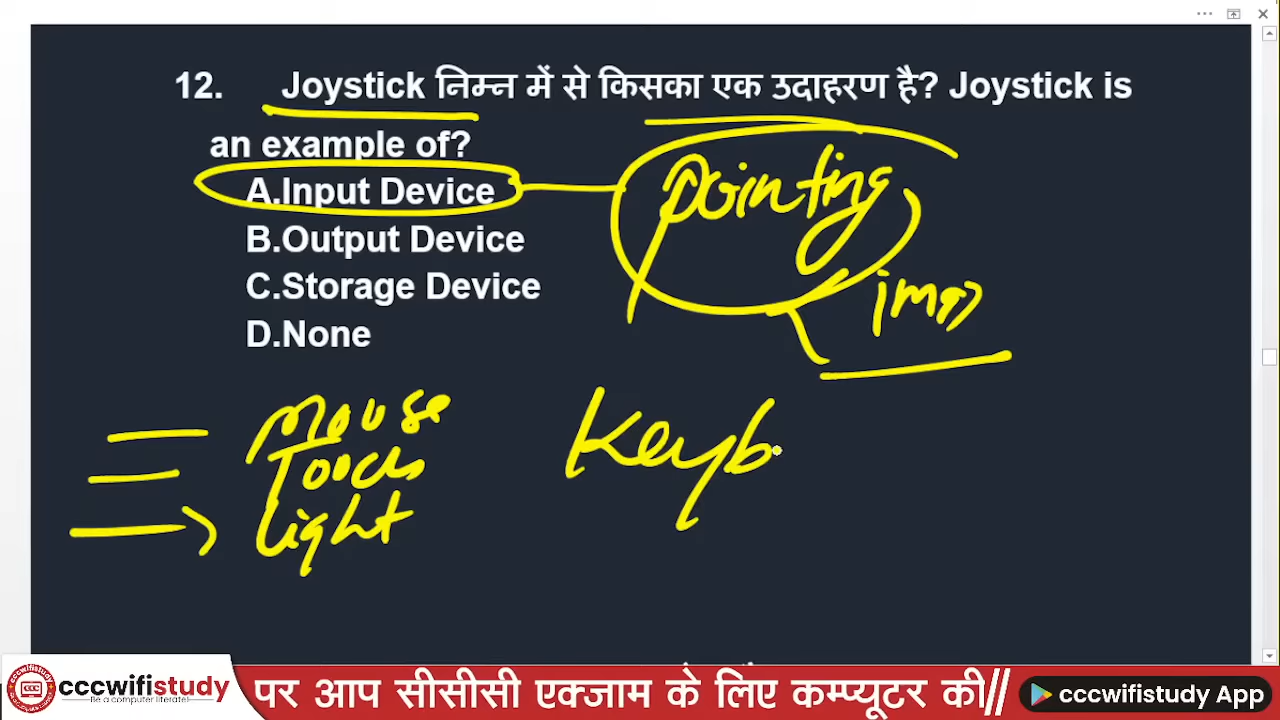 12. Joystick निम्न में से किसका एक उदाहरण है? Joystick is
an example of?
A.Input Device
B.Output Device
C.Storage Device
D.None
pointing
mouse
Touch
light
Keyb
cccwifistudy
Be a computer literate!
पर आप सीसीसी एक्जाम के लिए कम्प्यूटर की//
cccwifistudy App